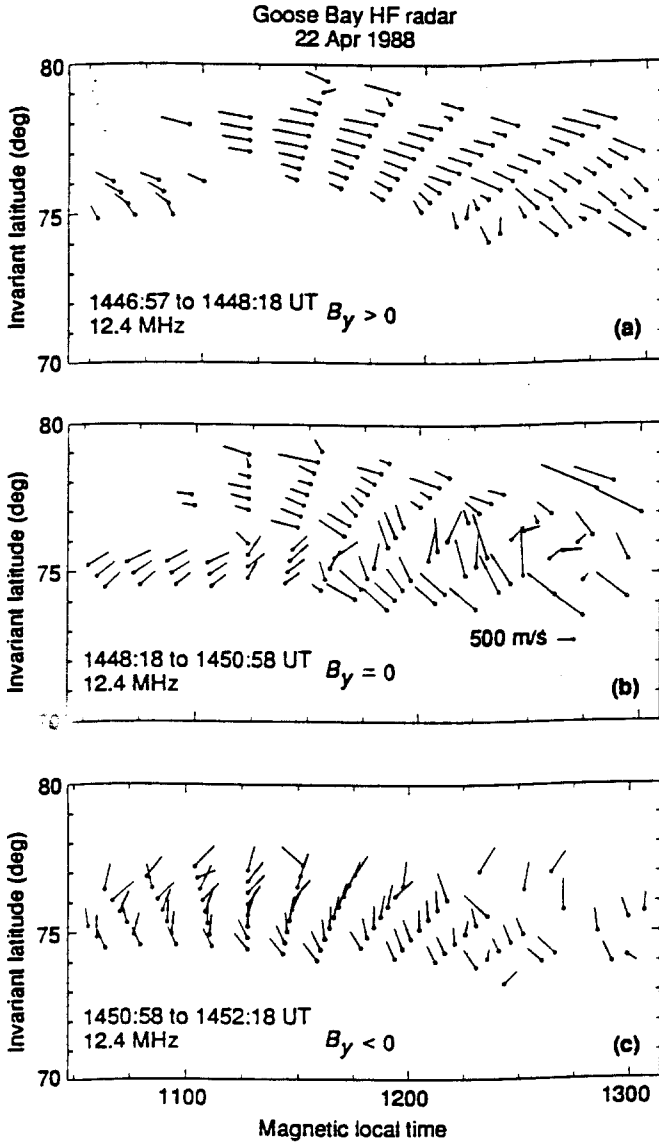 Goose Bay HF radar
22 Apr 1988
80
75
70
Invariant latitude (deg)
1446:57 to 1448:18 UT
12.4 MHz
By > 0
(a)
80
75
70
Invariant latitude (deg)
500 m/s
1448:18 to 1450:58 UT
12.4 MHz
By = 0
(b)
80
75
70
Invariant latitude (deg)
1450:58 to 1452:18 UT
12.4 MHz
By < 0
(c)
1100 1200 1300
Magnetic local time